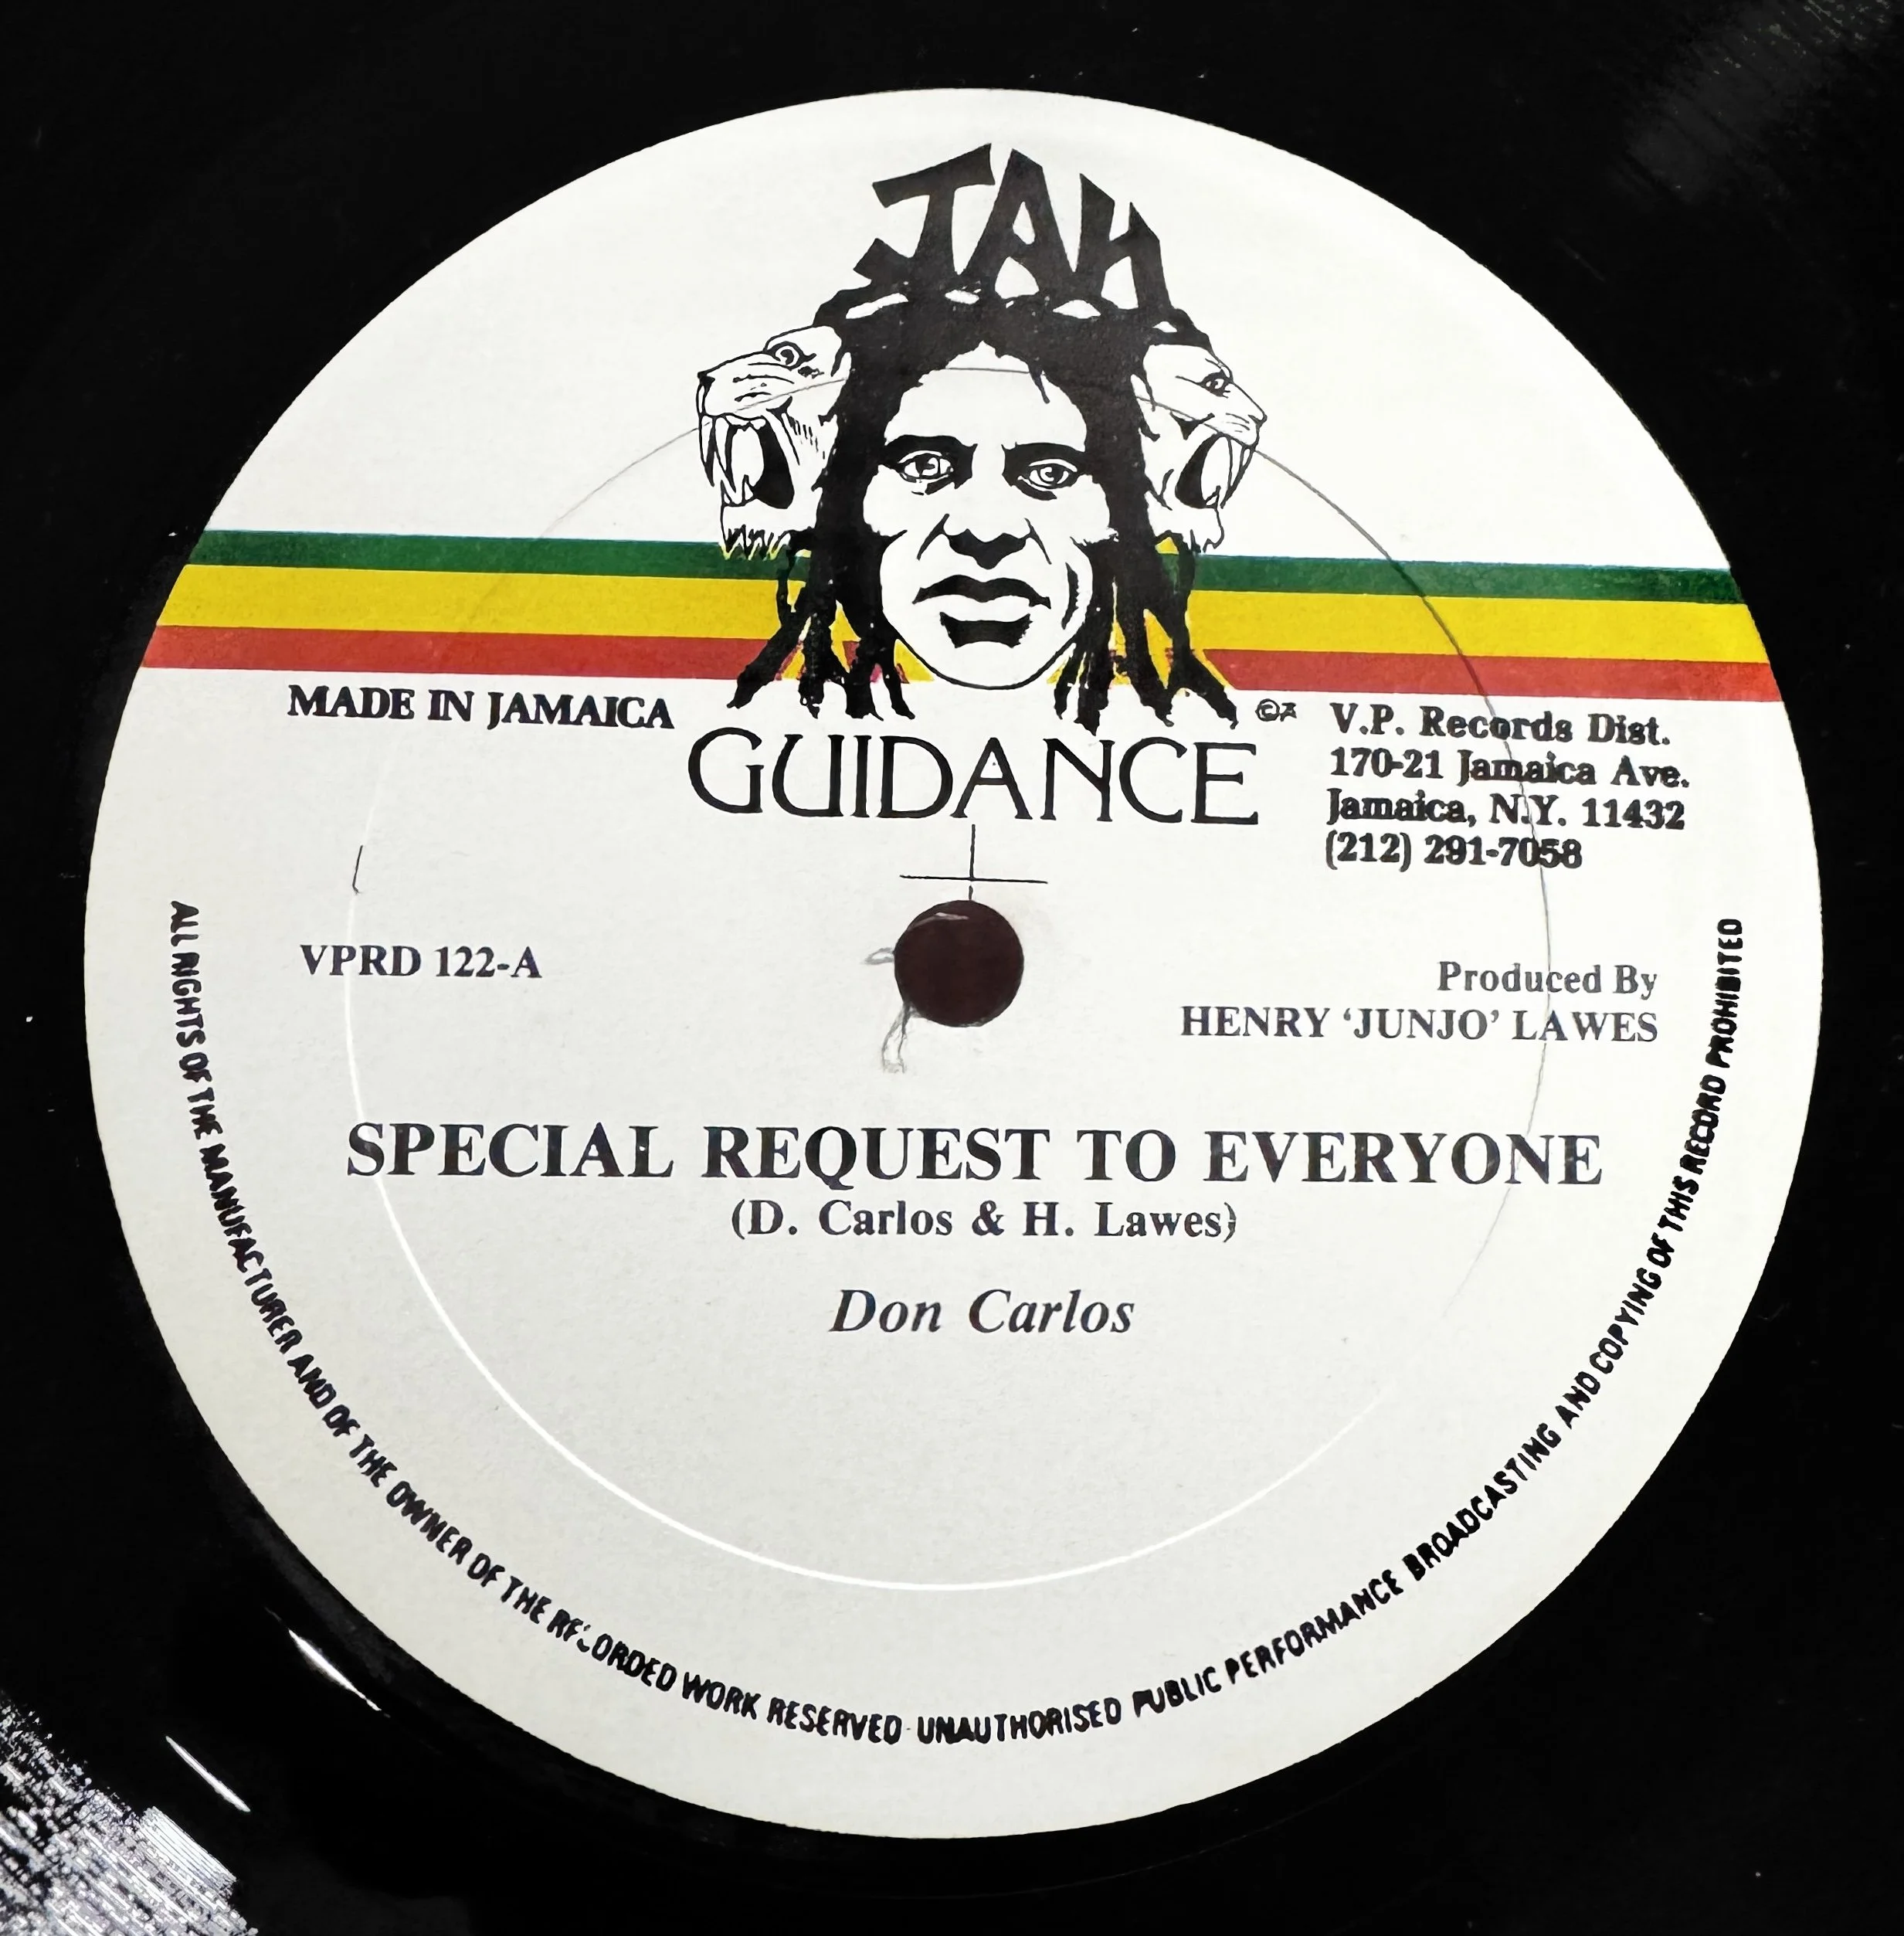 JAH
GUIDANCE
MADE IN JAMAICA
V.P. Records Dist.
170-21 Jamaica Ave.
Jamaica, N.Y. 11432
(212) 291-7058
VPRD 122-A
Produced By
HENRY ‘JUNJO’ LAWES
SPECIAL REQUEST TO EVERYONE
(D. Carlos & H. Lawes)
Don Carlos
ALL RIGHTS OF THE MANUFACTURER AND OF THE OWNER OF THE RECORDED WORK RESERVED UNAUTHORISED PUBLIC PERFORMANCE BROADCASTING AND COPYING OF THIS RECORD PROHIBITED